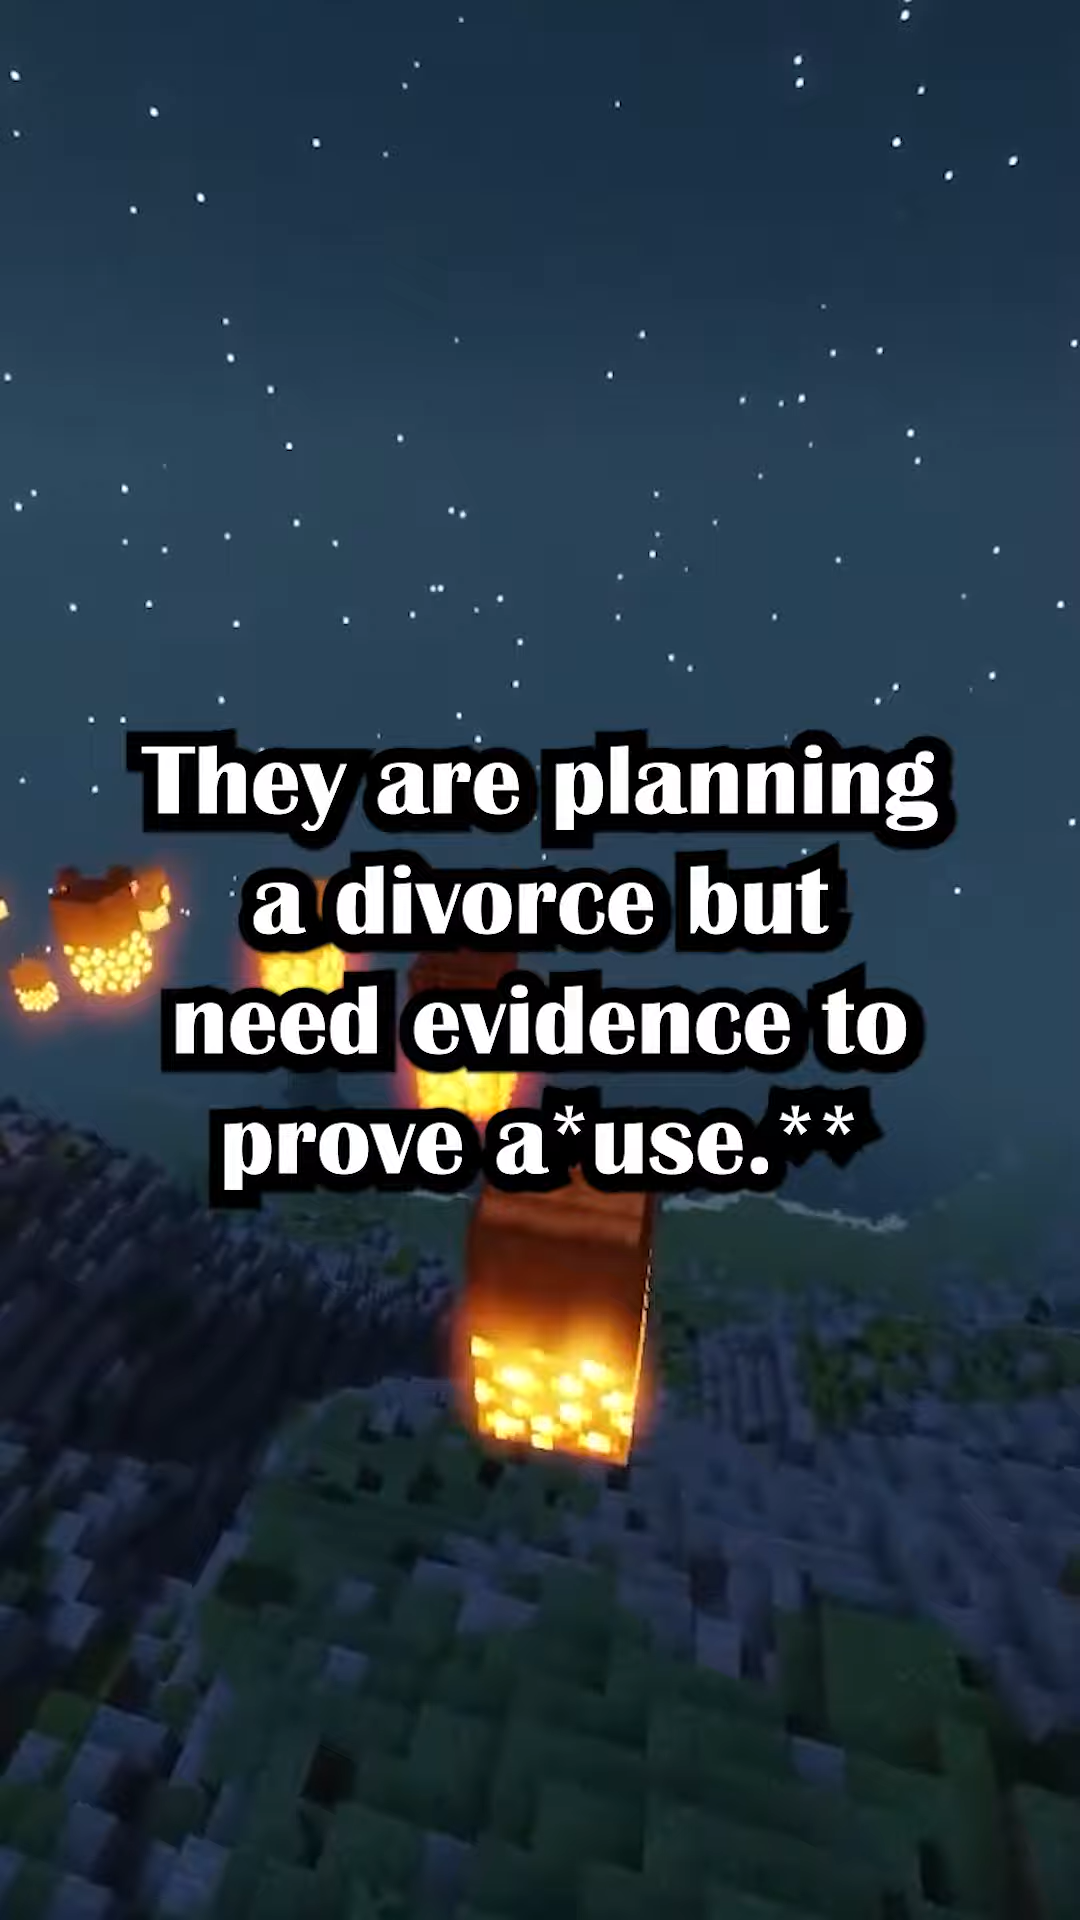 They are planning
a divorce but
need evidence to
prove a*use.**